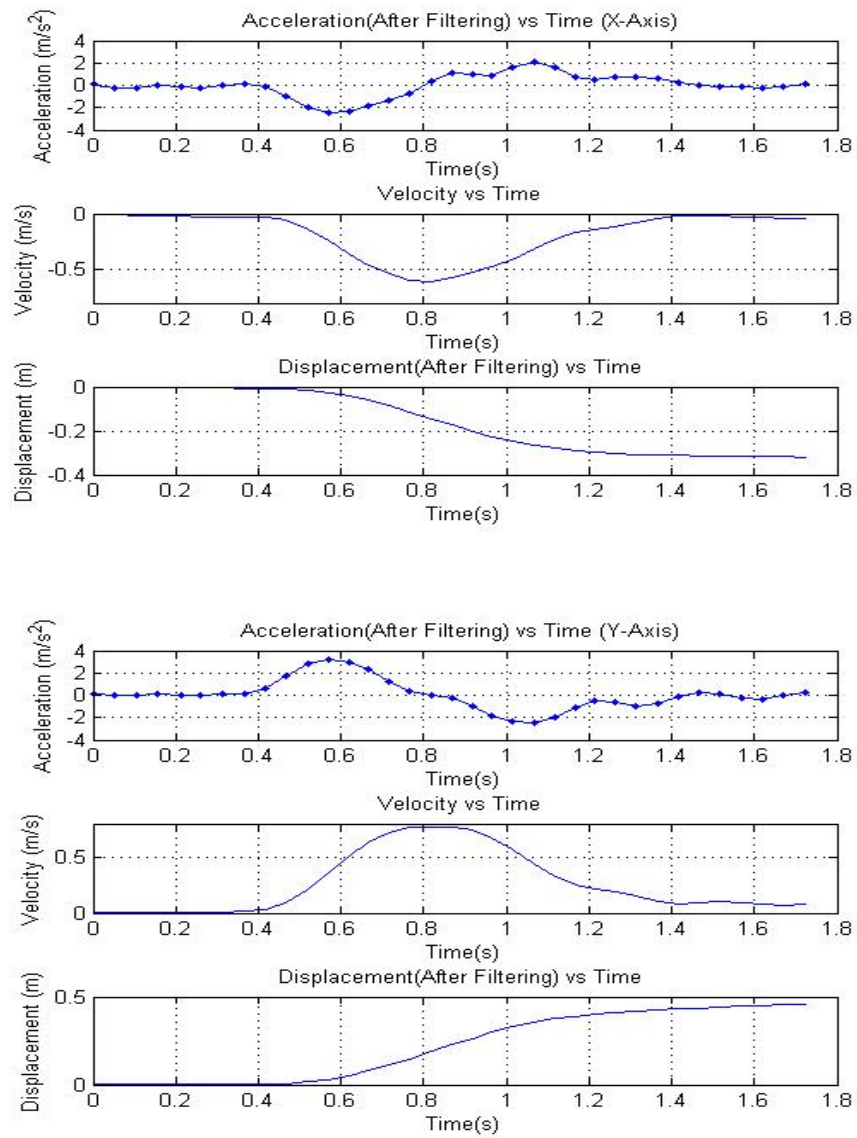 Acceleration(After Filtering) vs Time (X-Axis)
Acceleration (m/s²)
4
2
0
-2
-4
0 0.2 0.4 0.6 0.8 1 1.2 1.4 1.6 1.8
Time(s)
Velocity vs Time
Velocity (m/s)
0
-0.5
0 0.2 0.4 0.6 0.8 1 1.2 1.4 1.6 1.8
Time(s)
Displacement(After Filtering) vs Time
Displacement (m)
0
-0.2
-0.4
0 0.2 0.4 0.6 0.8 1 1.2 1.4 1.6 1.8
Time(s)
Acceleration(After Filtering) vs Time (Y-Axis)
Acceleration (m/s²)
4
2
0
-2
-4
0 0.2 0.4 0.6 0.8 1 1.2 1.4 1.6 1.8
Time(s)
Velocity vs Time
Velocity (m/s)
0.5
0
0 0.2 0.4 0.6 0.8 1 1.2 1.4 1.6 1.8
Time(s)
Displacement(After Filtering) vs Time
Displacement (m)
0.5
0
0 0.2 0.4 0.6 0.8 1 1.2 1.4 1.6 1.8
Time(s)